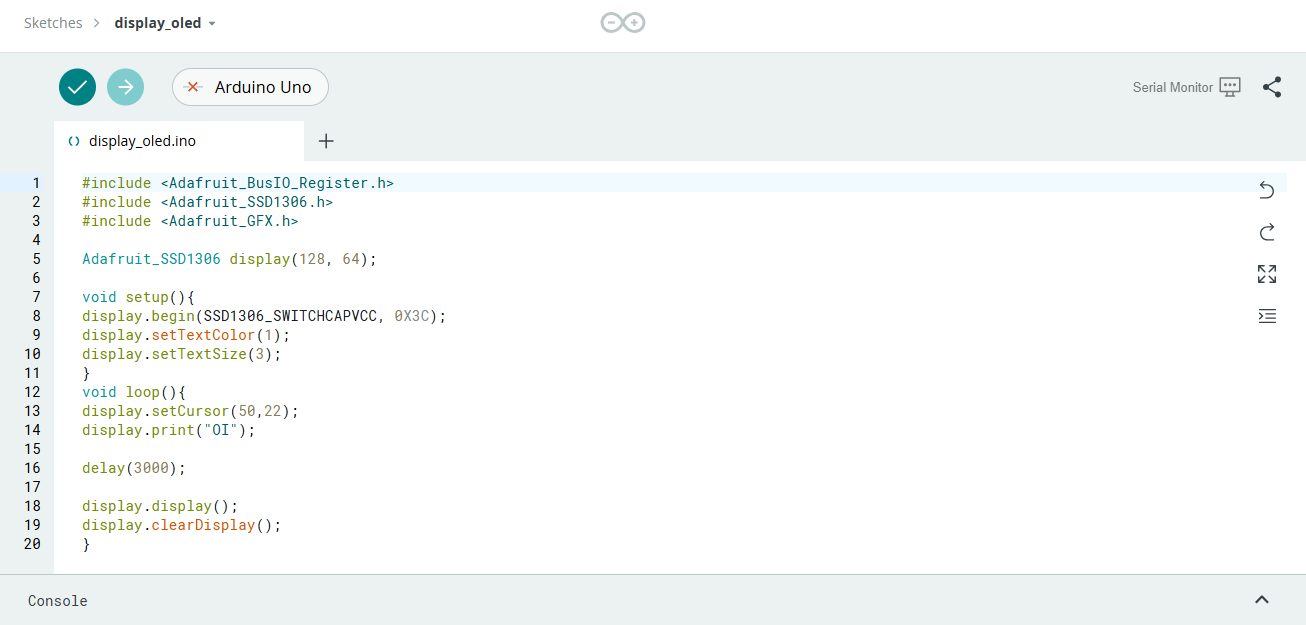 Sketches > display_oled
Arduino Uno
Serial Monitor
display_oled.ino
1 #include <Adafruit_BusIO_Register.h>
2 #include <Adafruit_SSD1306.h>
3 #include <Adafruit_GFX.h>
4
5 Adafruit_SSD1306 display(128, 64);
6
7 void setup(){
8 display.begin(SSD1306_SWITCHCAPVCC, 0X3C);
9 display.setTextColor(1);
10 display.setTextSize(3);
11 }
12 void loop(){
13 display.setCursor(50,22);
14 display.print("OI");
15
16 delay(3000);
17
18 display.display();
19 display.clearDisplay();
20 }
Console